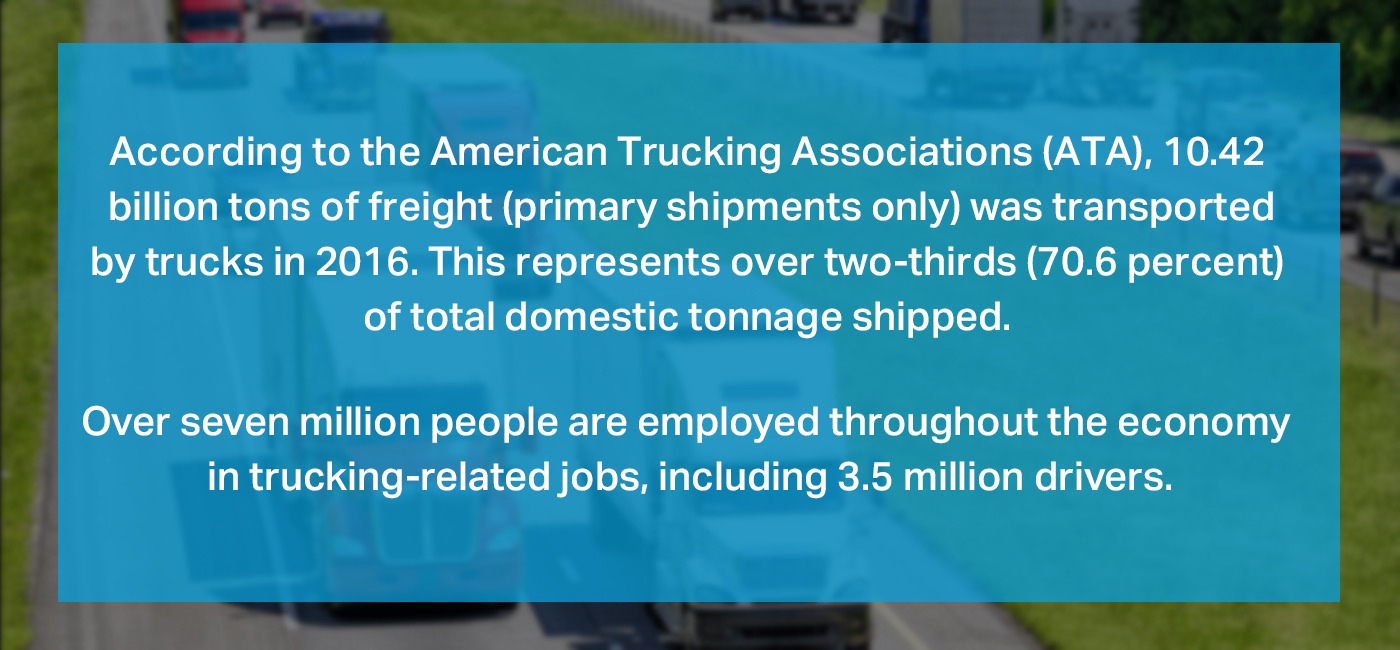 According to the American Trucking Associations (ATA), 10.42
billion tons of freight (primary shipments only) was transported
by trucks in 2016. This represents over two-thirds (70.6 percent)
of total domestic tonnage shipped.
Over seven million people are employed throughout the economy
in trucking-related jobs, including 3.5 million drivers.